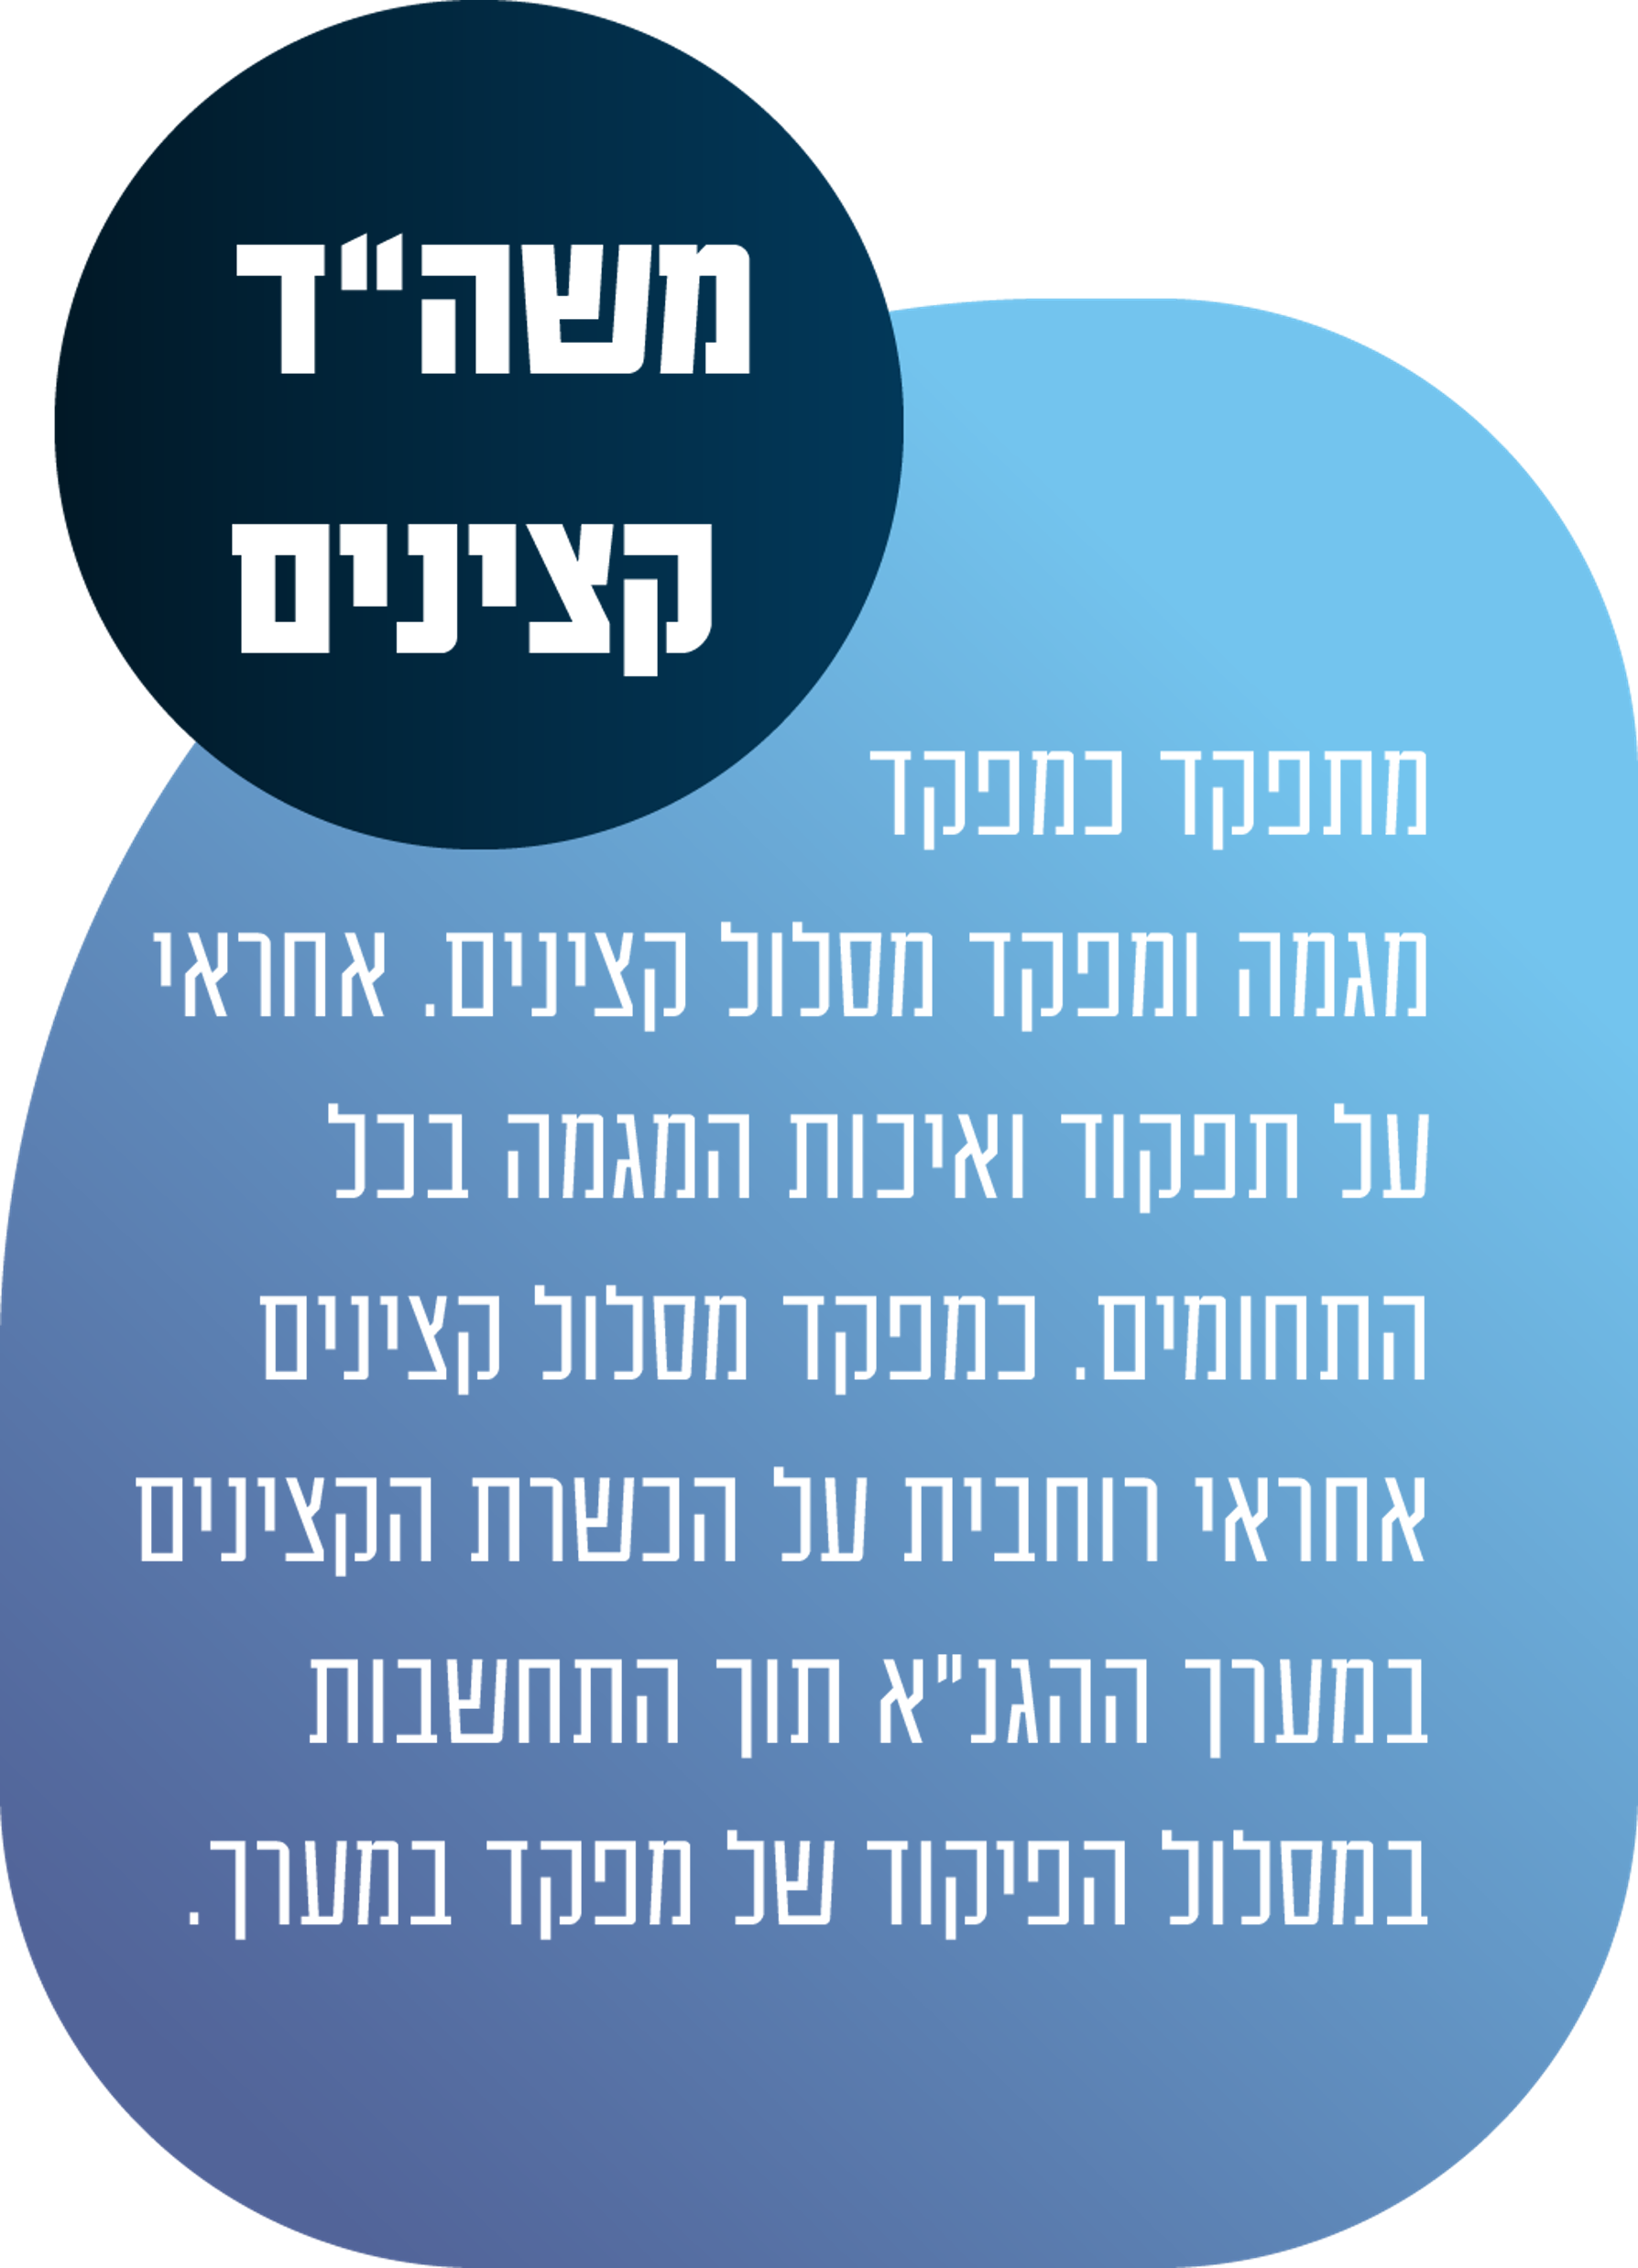 משה״ד
קצינים
מתפקד כמפקד
מגמה ומפקד מסלול קצינים. אחראי
על תפקוד ואיכות המגמה בכל
התחומים. כמפקד מסלול קצינים
אחראי רוחבית על הכשרת הקצינים
במערך ההגנ״א תוך התחשבות
במסלול הפיקוד של מפקד במערך.